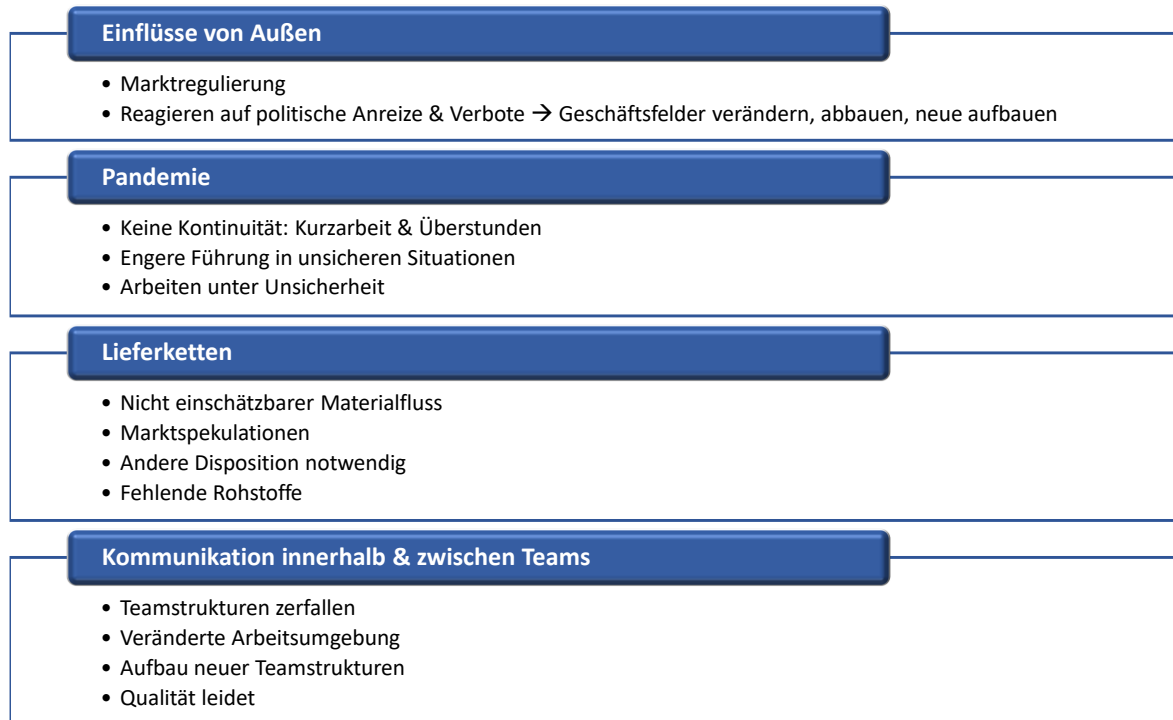 Einflüsse von Außen
• Marktregulierung
• Reagieren auf politische Anreize & Verbote → Geschäftsfelder verändern, abbauen, neue aufbauen
Pandemie
• Keine Kontinuität: Kurzarbeit & Überstunden
• Engere Führung in unsicheren Situationen
• Arbeiten unter Unsicherheit
Lieferketten
• Nicht einschätzbarer Materialfluss
• Marktspekulationen
• Andere Disposition notwendig
• Fehlende Rohstoffe
Kommunikation innerhalb & zwischen Teams
• Teamstrukturen zerfallen
• Veränderte Arbeitsumgebung
• Aufbau neuer Teamstrukturen
• Qualität leidet